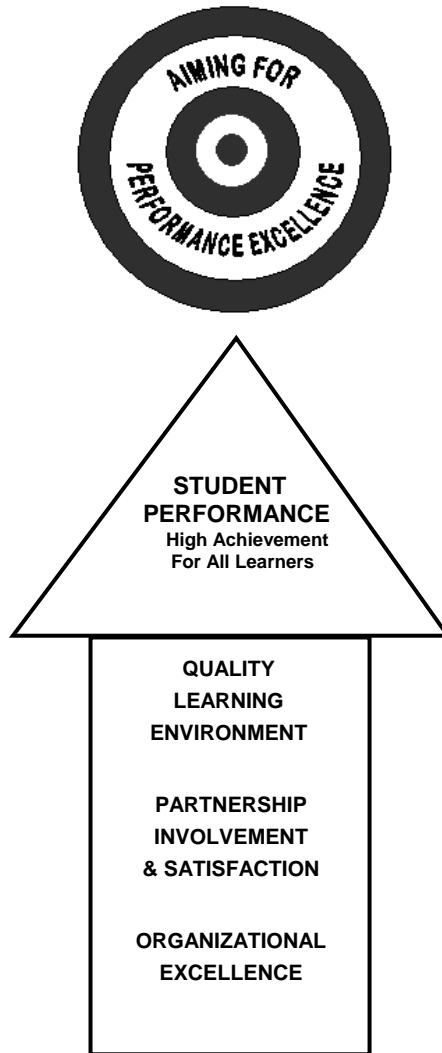 AIMING FOR
PERFORMANCE EXCELLENCE
STUDENT
PERFORMANCE
High Achievement
For All Learners
QUALITY
LEARNING
ENVIRONMENT
PARTNERSHIP
INVOLVEMENT
& SATISFACTION
ORGANIZATIONAL
EXCELLENCE